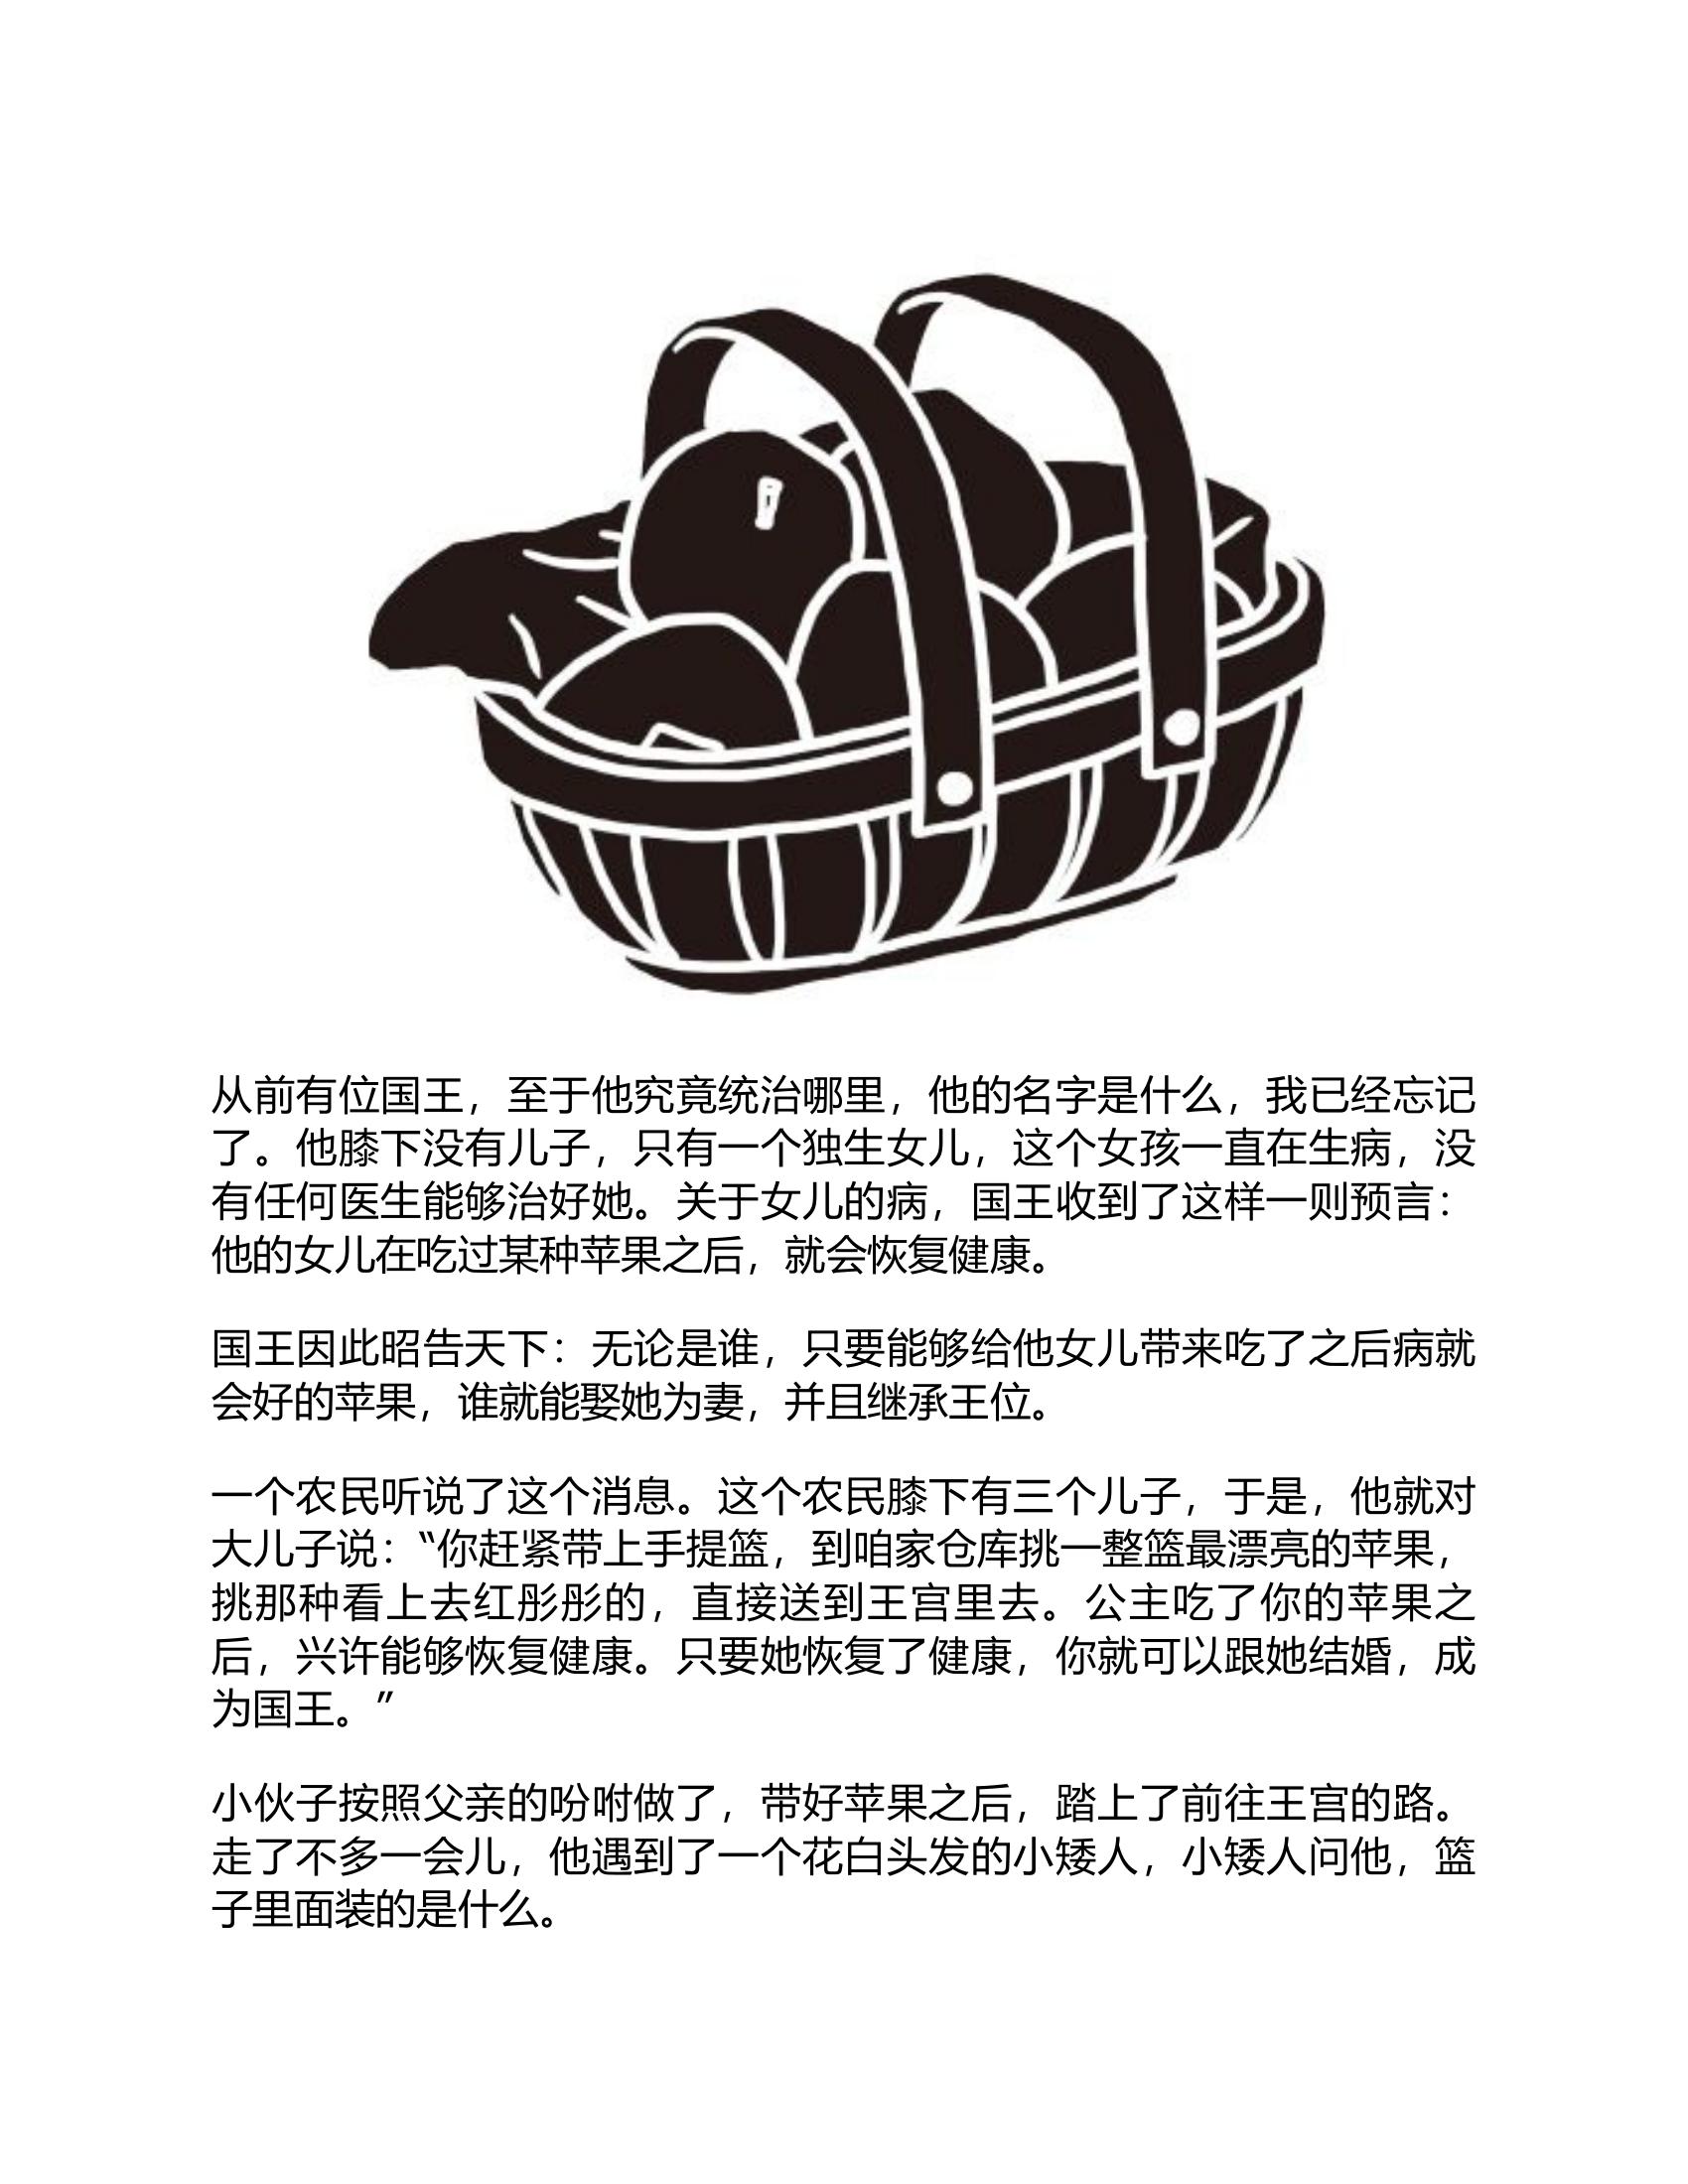 从前有位国王，至于他究竟统治哪里，他的名字是什么，我已经忘记
了。他膝下没有儿子，只有一个独生女儿，这个女孩一直在生病，没
有任何医生能够治好她。关于女儿的病，国王收到了这样一则预言：
他的女儿在吃过某种苹果之后，就会恢复健康。
国王因此昭告天下：无论是谁，只要能够给他女儿带来吃了之后病就
会好的苹果，谁就能娶她为妻，并且继承王位。
一个农民听说了这个消息。这个农民膝下有三个儿子，于是，他就对
大儿子说：“你赶紧带上手提篮，到咱家仓库挑一整篮最漂亮的苹果，
挑那种看上去红彤彤的，直接送到王宫里去。公主吃了你的苹果之
后，兴许能够恢复健康。只要她恢复了健康，你就可以跟她结婚，成
为国王。”
小伙子按照父亲的吩咐做了，带好苹果之后，踏上了前往王宫的路。
走了不多一会儿，他遇到了一个花白头发的小矮人，小矮人问他，篮
子里面装的是什么。